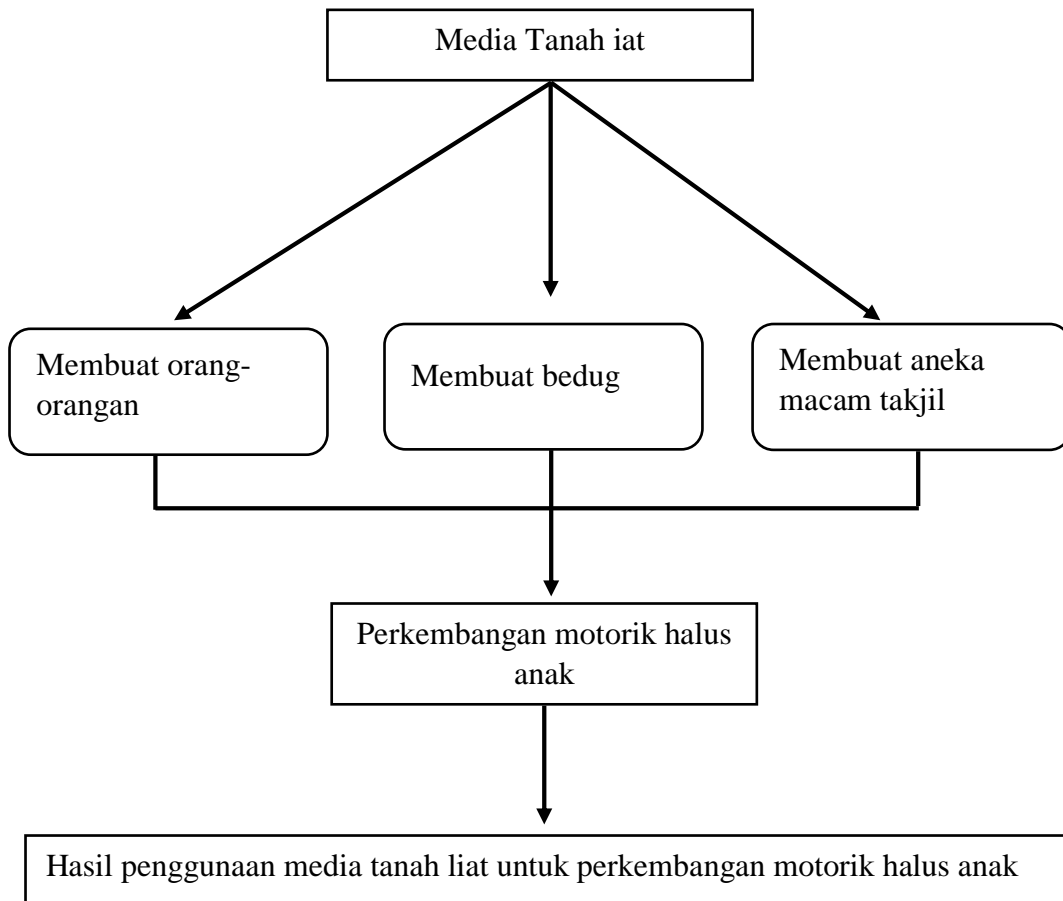 Media Tanah iat
Membuat orang-
orangan
Membuat bedug
Membuat aneka
macam takjil
Perkembangan motorik halus
anak
Hasil penggunaan media tanah liat untuk perkembangan motorik halus anak